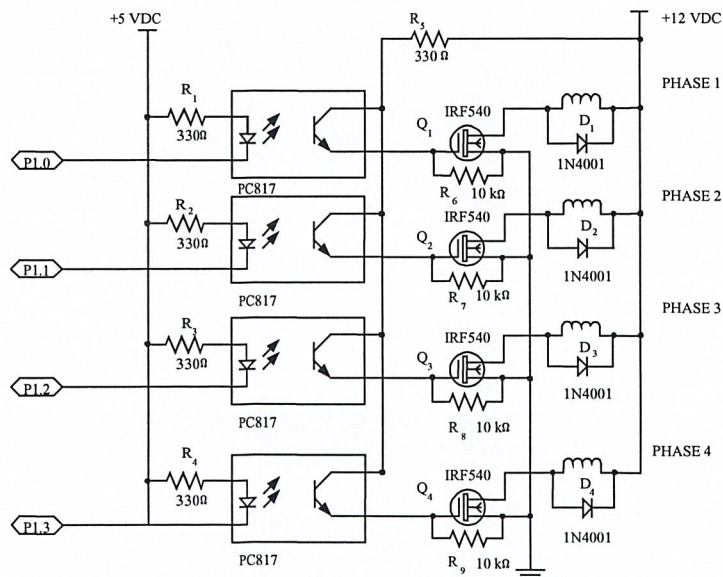 +5 VDC
R5
330 Ω
+12 VDC
PHASE 1
R1
330Ω
IRF540
Q1
D1
1N4001
P1.0
PC817
R6
10 kΩ
PHASE 2
R2
330Ω
IRF540
Q2
D2
1N4001
P1.1
PC817
R7
10 kΩ
PHASE 3
R3
330Ω
IRF540
Q3
D3
1N4001
P1.2
PC817
R8
10 kΩ
PHASE 4
R4
330Ω
IRF540
Q4
D4
1N4001
P1.3
PC817
R9
10 kΩ